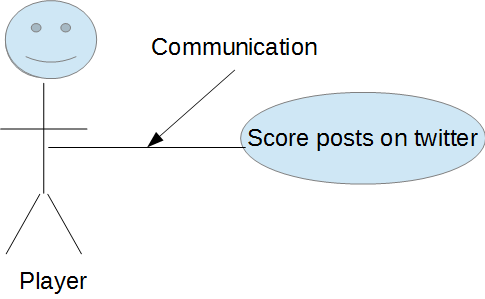 Communication
Score posts on twitter
Player